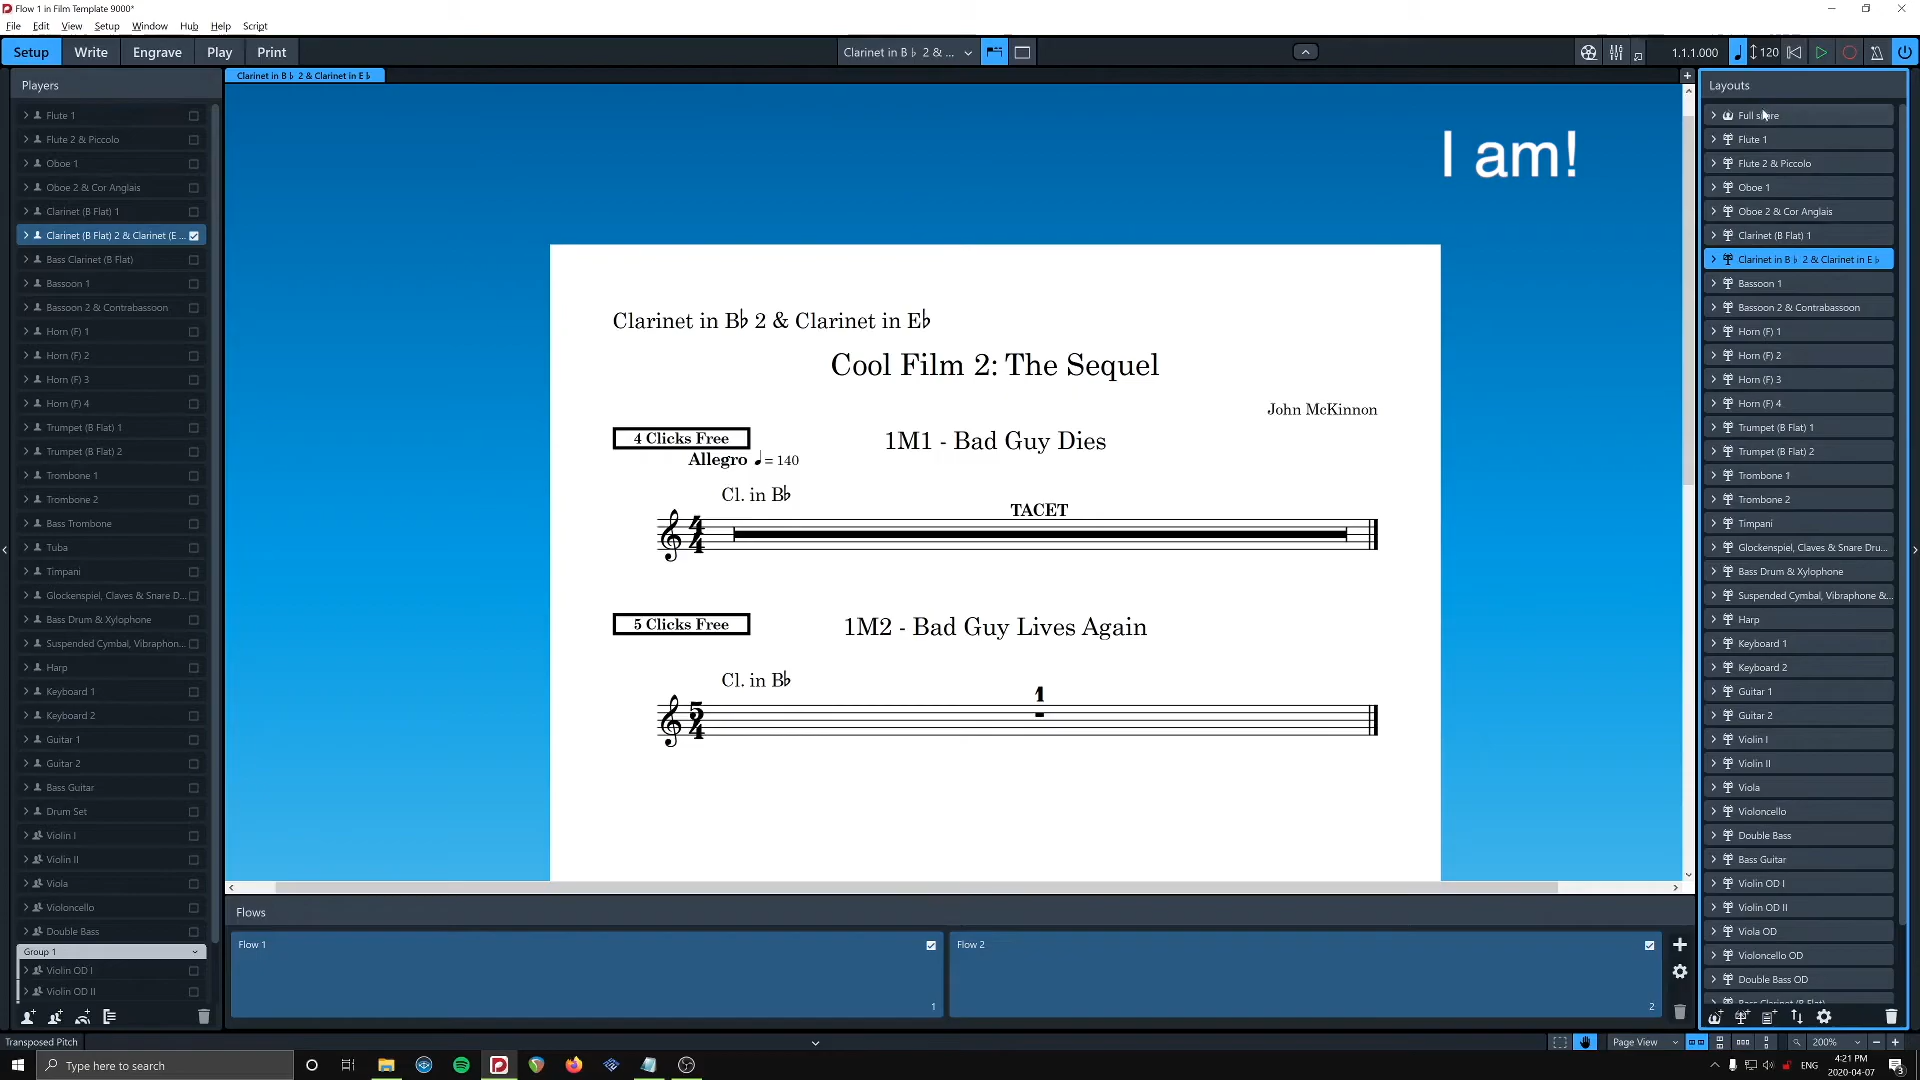 Flow 1 in Film Template 9000*
File Edit View Setup Window Hub Help Script
Setup Write Engrave Play Print
Clarinet in B♭ 2 & ...
1.1.1.000
120
Players
Clarinet in B♭ 2 & Clarinet in E♭
Layouts
Flute 1
Flute 2 & Piccolo
Oboe 1
Oboe 2 & Cor Anglais
Clarinet (B Flat) 1
Clarinet (B Flat) 2 & Clarinet (E ...
Bass Clarinet (B Flat)
Bassoon 1
Bassoon 2 & Contrabassoon
Horn (F) 1
Horn (F) 2
Horn (F) 3
Horn (F) 4
Trumpet (B Flat) 1
Trumpet (B Flat) 2
Trombone 1
Trombone 2
Bass Trombone
Tuba
Timpani
Glockenspiel, Claves & Snare D...
Bass Drum & Xylophone
Suspended Cymbal, Vibraphon...
Harp
Keyboard 1
Keyboard 2
Guitar 1
Guitar 2
Bass Guitar
Drum Set
Violin I
Violin II
Viola
Violoncello
Double Bass
Group 1
Violin OD I
Violin OD II
I am!
Clarinet in B♭ 2 & Clarinet in E♭
Cool Film 2: The Sequel
John McKinnon
4 Clicks Free
1M1 - Bad Guy Dies
Allegro ♩= 140
Cl. in B♭
TACET
4
4
5 Clicks Free
1M2 - Bad Guy Lives Again
Cl. in B♭
1
5
4
Flows
Flow 1
1
Flow 2
2
Full score
Flute 1
Flute 2 & Piccolo
Oboe 1
Oboe 2 & Cor Anglais
Clarinet (B Flat) 1
Clarinet in B♭ 2 & Clarinet in E♭
Bassoon 1
Bassoon 2 & Contrabassoon
Horn (F) 1
Horn (F) 2
Horn (F) 3
Horn (F) 4
Trumpet (B Flat) 1
Trumpet (B Flat) 2
Trombone 1
Trombone 2
Timpani
Glockenspiel, Claves & Snare Dru...
Bass Drum & Xylophone
Suspended Cymbal, Vibraphone &...
Harp
Keyboard 1
Keyboard 2
Guitar 1
Guitar 2
Violin I
Violin II
Viola
Violoncello
Double Bass
Bass Guitar
Violin OD I
Violin OD II
Viola OD
Violoncello OD
Double Bass OD
Bass Clarinet (B Flat)
Transposed Pitch
Page View
200%
Type here to search
ENG
4:21 PM
2020-04-07
3